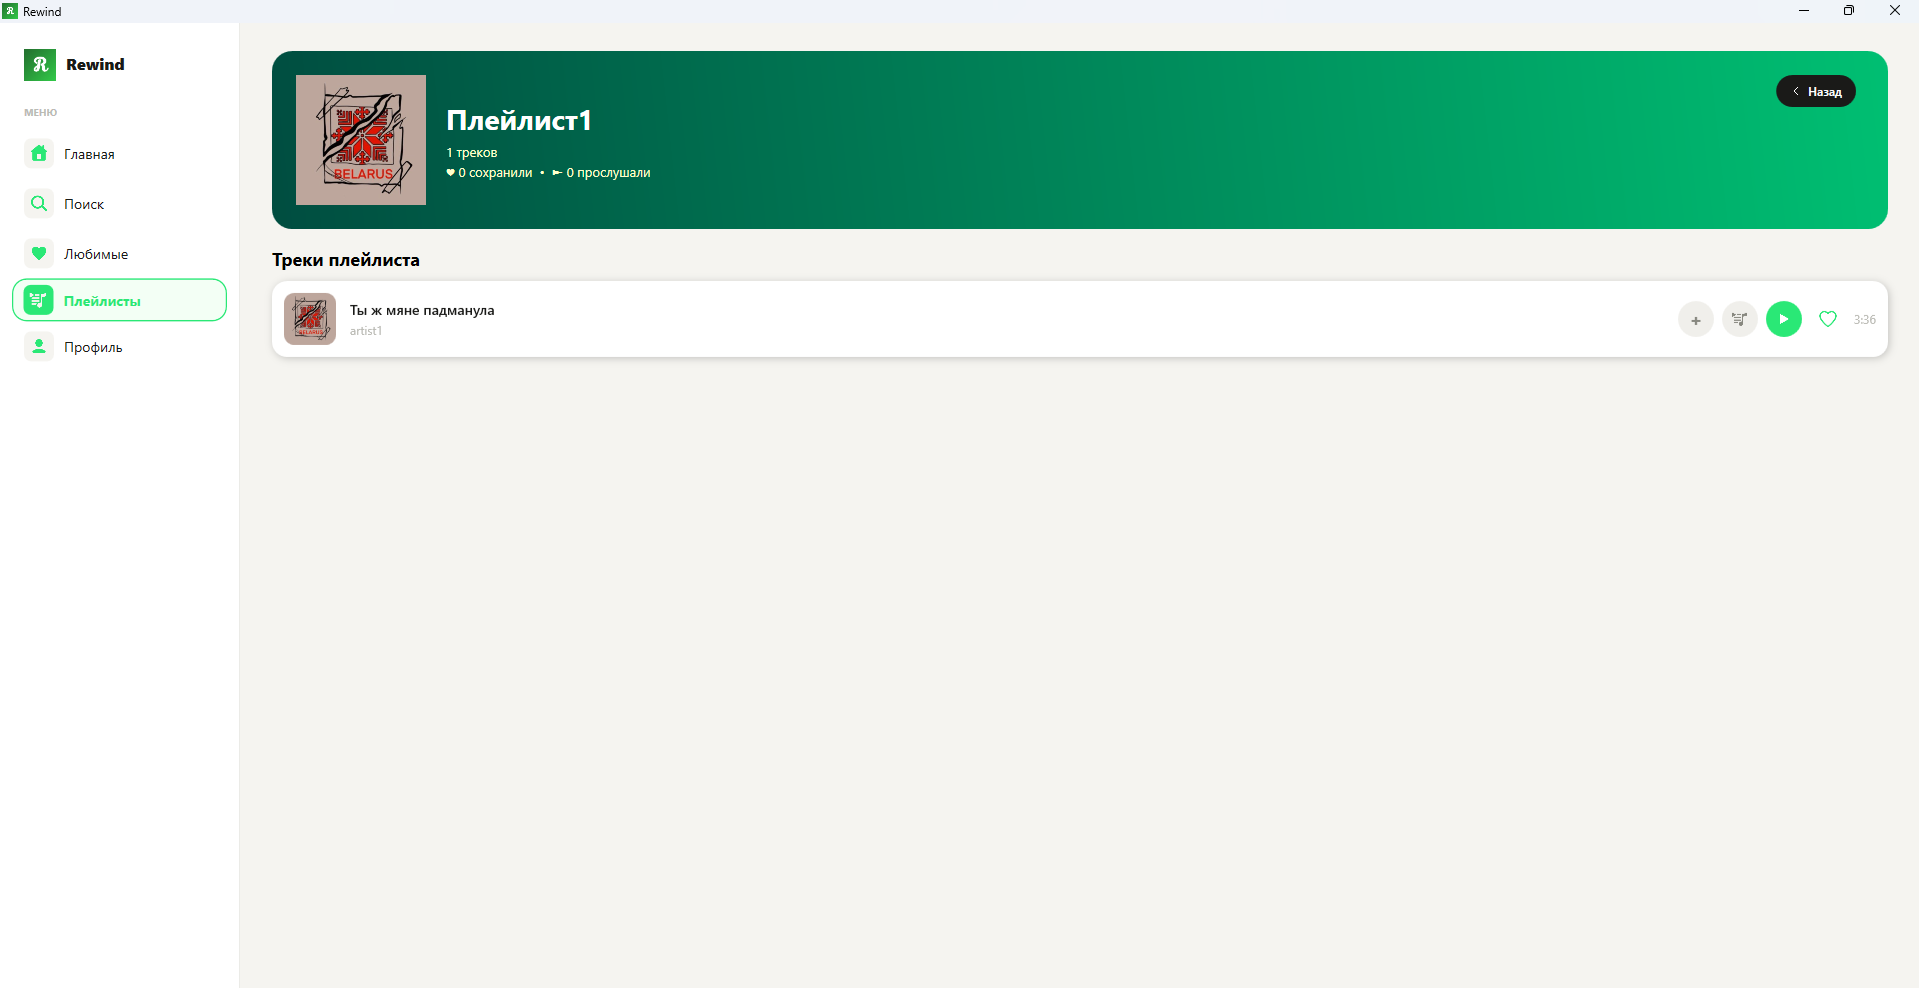 Rewind
Rewind
МЕНЮ
Главная
Поиск
Любимые
Плейлисты
Профиль
Назад
BELARUS
Плейлист1
1 треков
♥ 0 сохранили • ► 0 прослушали
Треки плейлиста
BELARUS
Ты ж мяне падманула
artist1
3:36